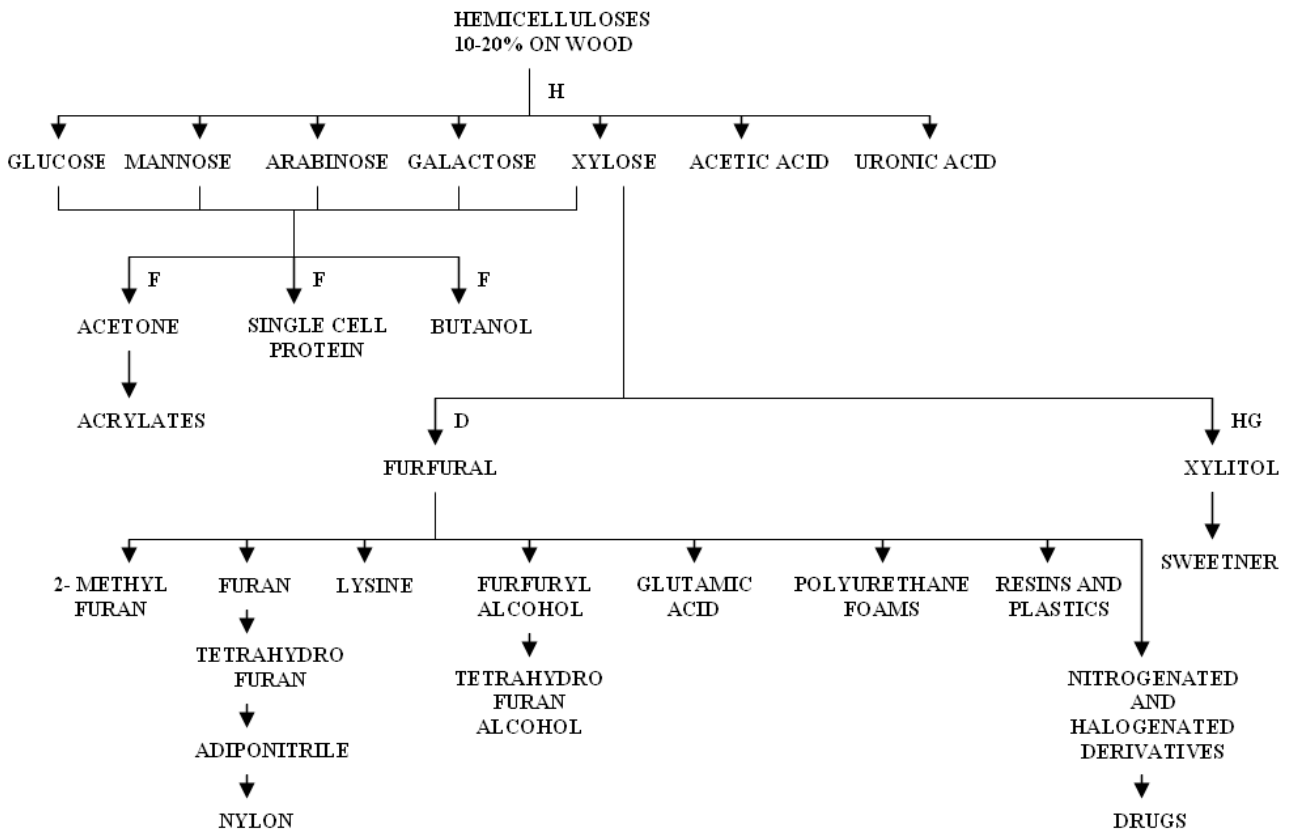 HEMICELLULOSES
10-20% ON WOOD
H
GLUCOSE MANNOSE ARABINOSE GALACTOSE XYLOSE ACETIC ACID URONIC ACID
F F F
ACETONE
SINGLE CELL
PROTEIN
BUTANOL
ACRYLATES
D HG
FURFURAL XYLITOL
SWEETNER
2- METHYL
FURAN
FURAN
LYSINE
FURFURYL
ALCOHOL
GLUTAMIC
ACID
POLYURETHANE
FOAMS
RESINS AND
PLASTICS
TETRAHYDRO
FURAN
TETRAHYDRO
FURAN
ALCOHOL
NITROGENATED
AND
HALOGENATED
DERIVATIVES
ADIPONITRILE
NYLON
DRUGS